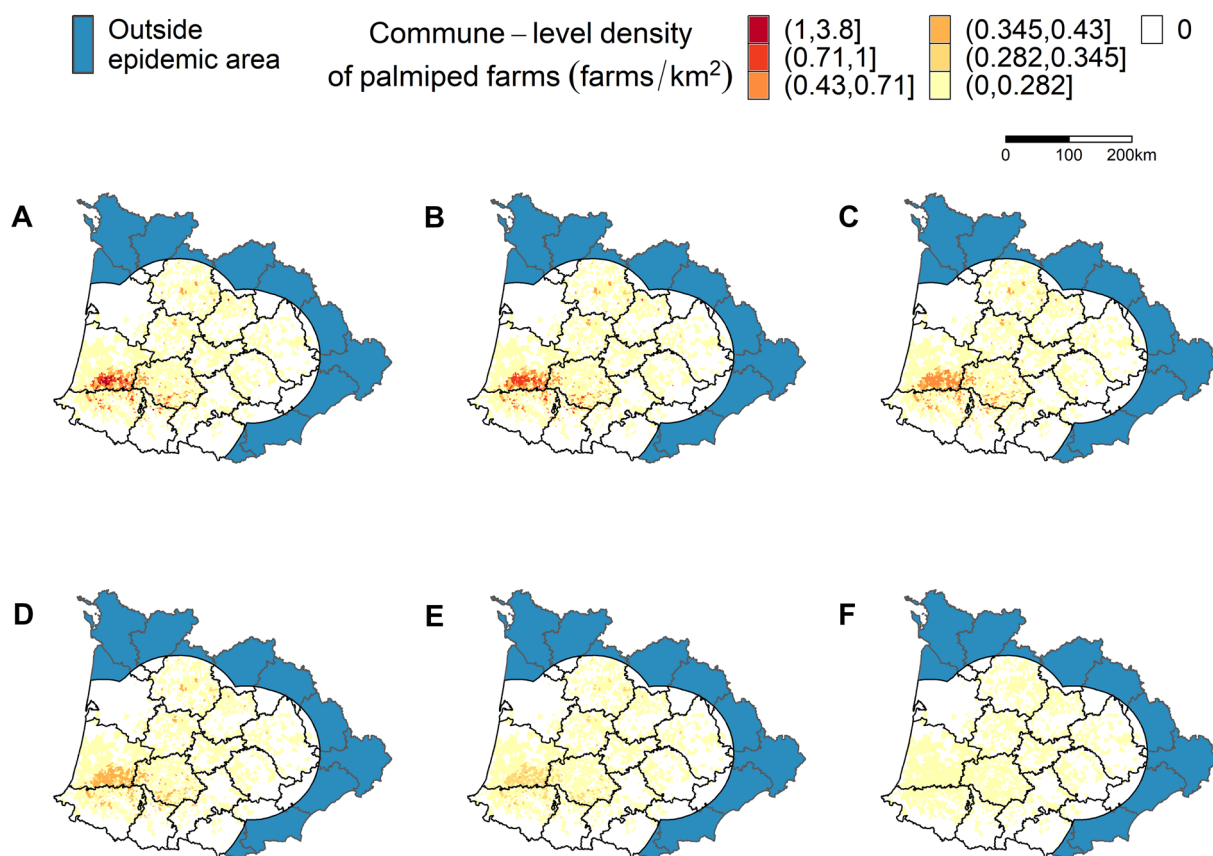 Outside
epidemic area
Commune – level density
of palmiped farms (farms/km²)
(1,3.8]
(0.71,1]
(0.43,0.71]
(0.345,0.43]
(0.282,0.345]
(0,0.282]
0
0 100 200km
A B C
D E F